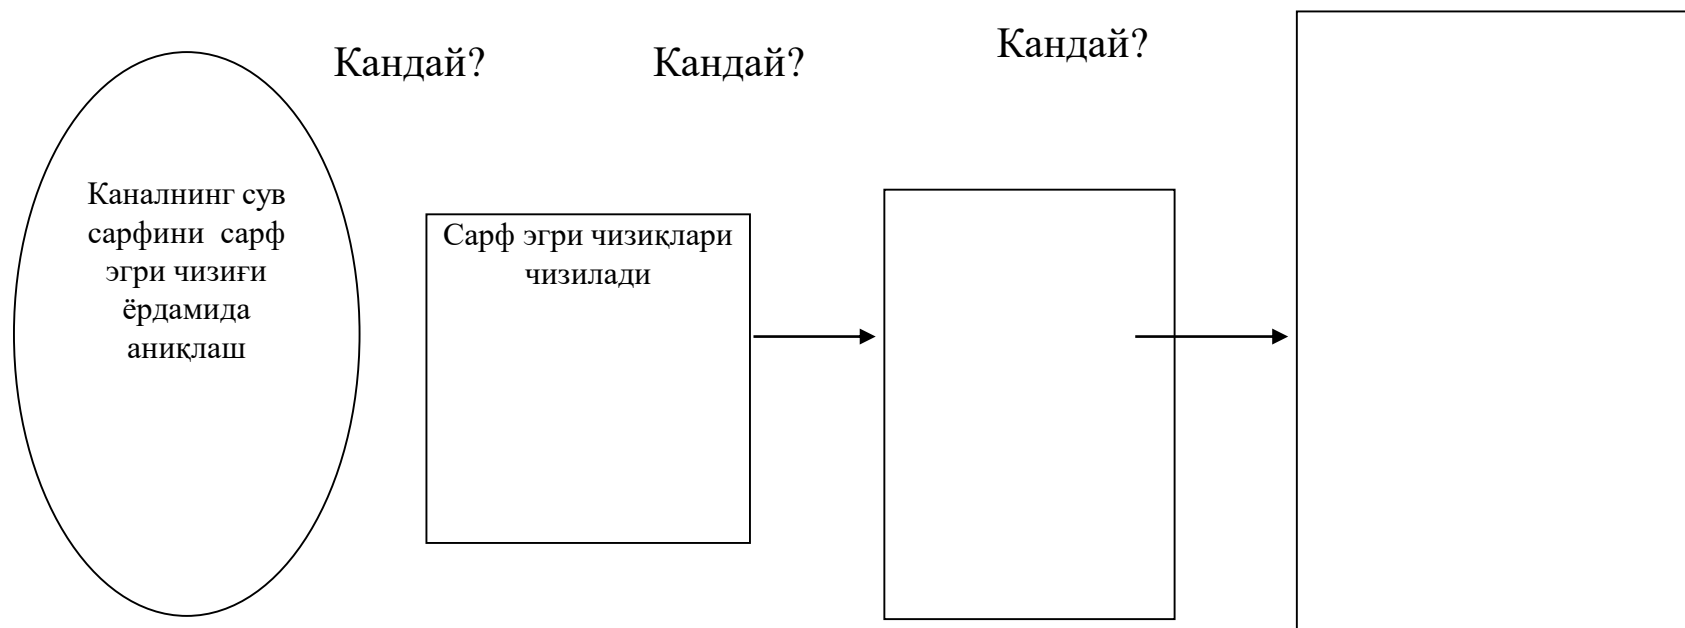 Кандай?
Кандай?
Кандай?
Каналнинг сув
сарфини сарф
эгри чизиғи
ёрдамида
аниқлаш
Сарф эгри чизиқлари
чизилади